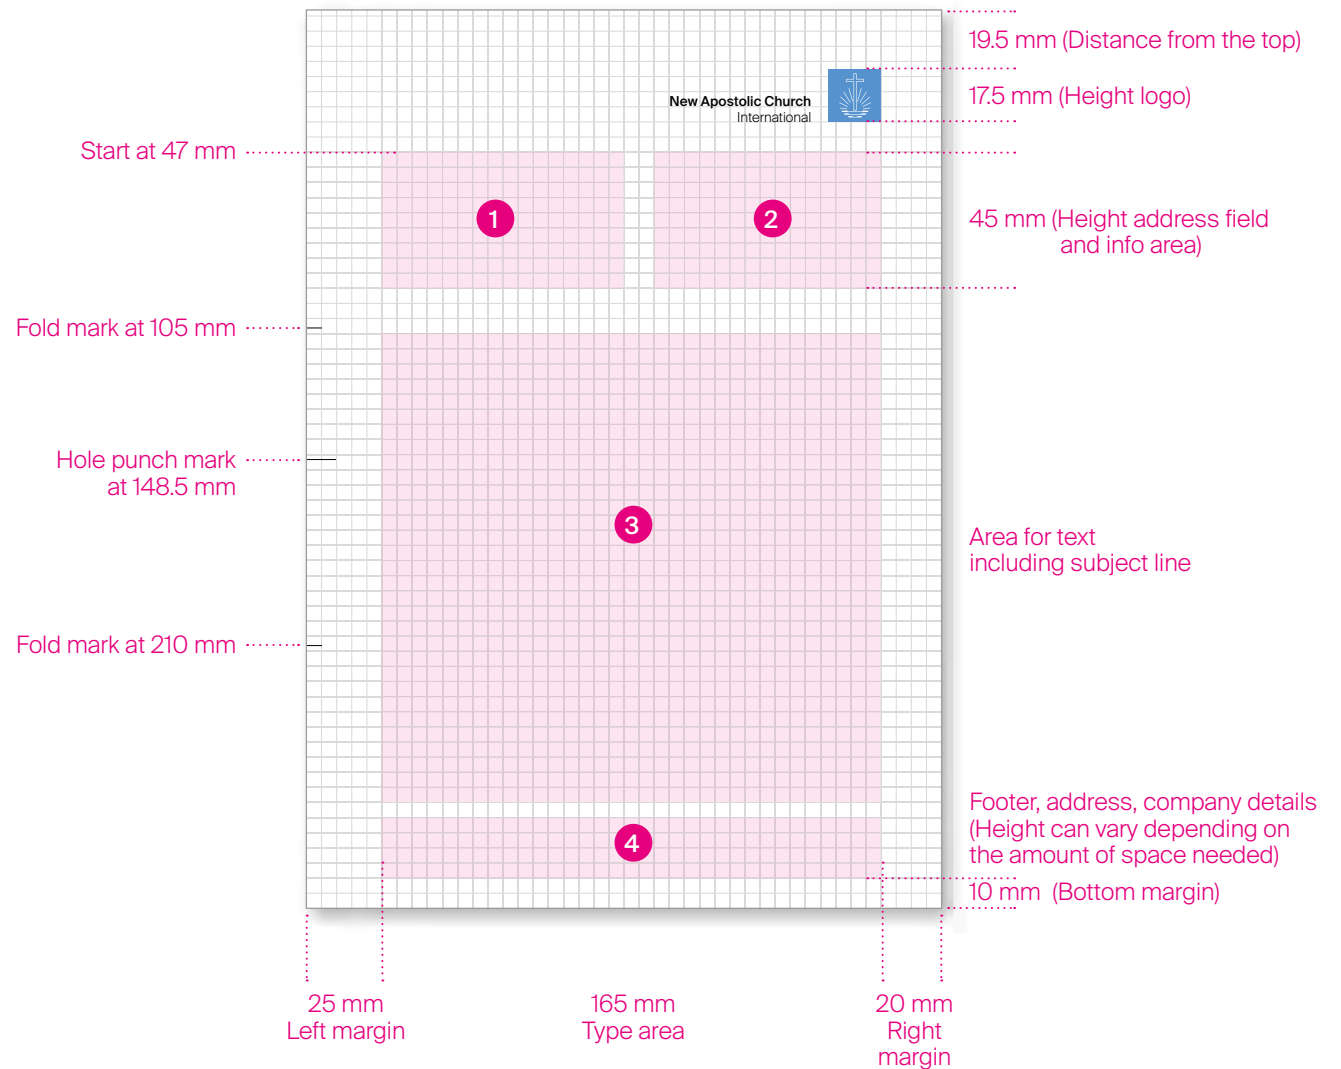 19.5 mm (Distance from the top)
17.5 mm (Height logo)
New Apostolic Church
International
Start at 47 mm
1
2
45 mm (Height address field
and info area)
Fold mark at 105 mm
Hole punch mark
at 148.5 mm
3
Area for text
including subject line
Fold mark at 210 mm
Footer, address, company details
(Height can vary depending on
the amount of space needed)
4
10 mm (Bottom margin)
25 mm
Left margin
165 mm
Type area
20 mm
Right
margin